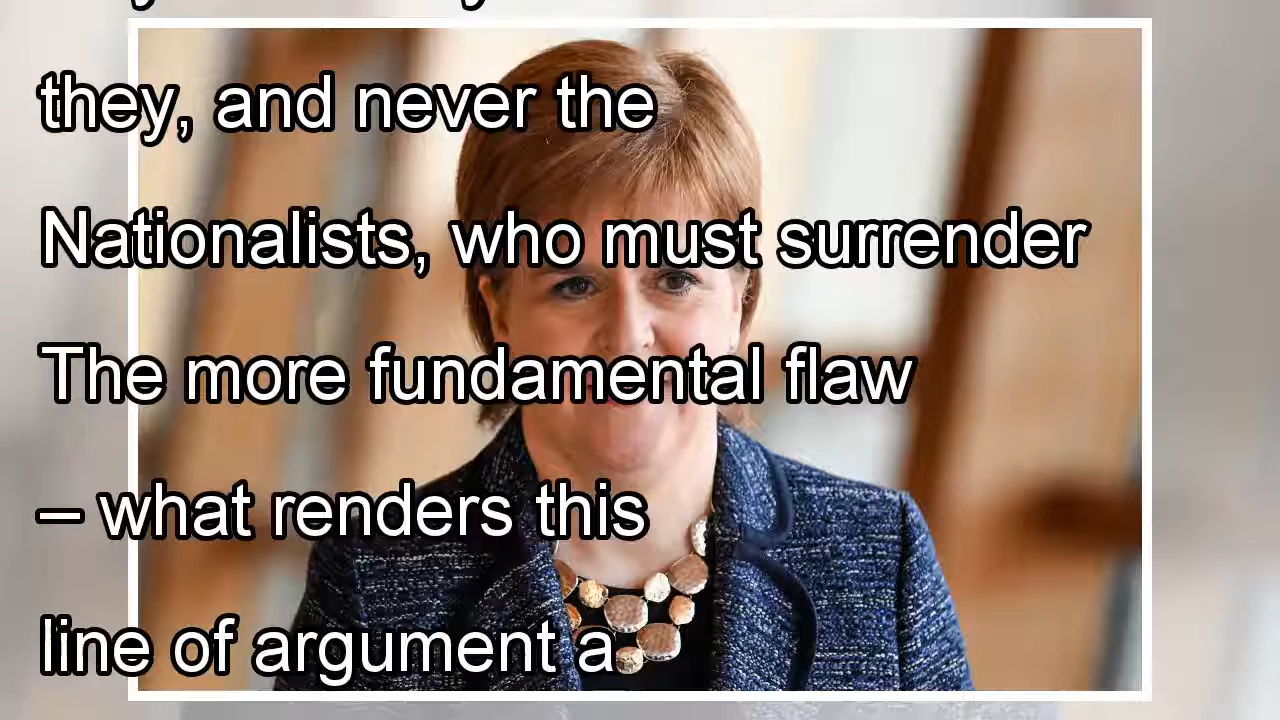 they, and never the
Nationalists, who must surrender
The more fundamental flaw
– what renders this
line of argument a